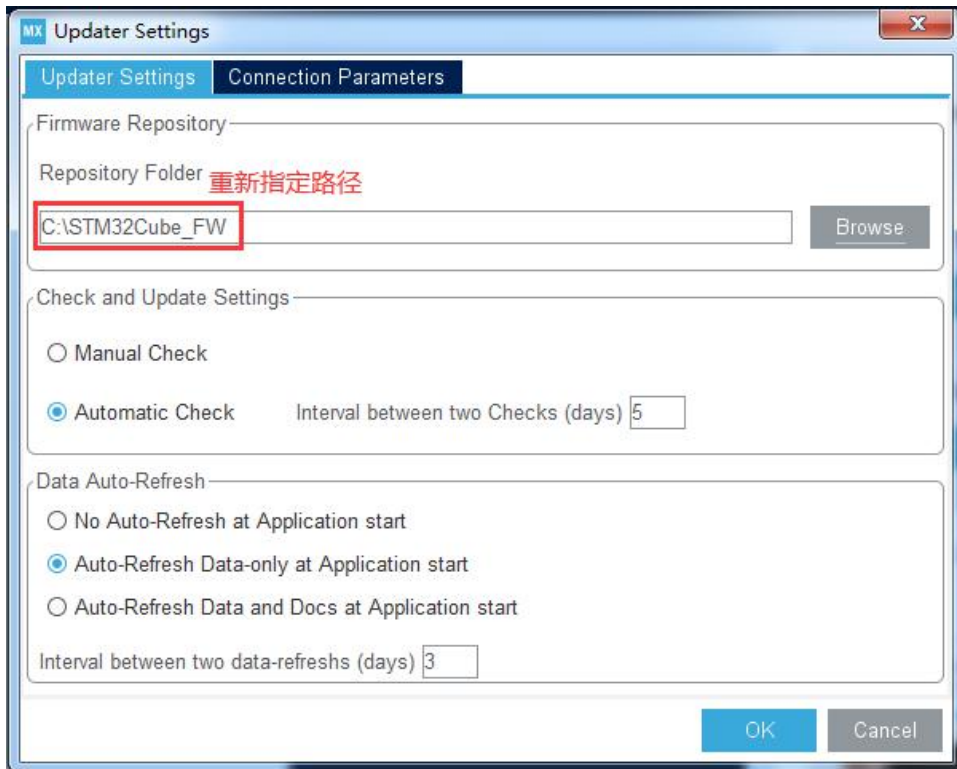 MX Updater Settings
Updater Settings Connection Parameters
Firmware Repository
Repository Folder 重新指定路径
C:\STM32Cube_FW Browse
Check and Update Settings
Manual Check
Automatic Check Interval between two Checks (days) 5
Data Auto-Refresh
No Auto-Refresh at Application start
Auto-Refresh Data-only at Application start
Auto-Refresh Data and Docs at Application start
Interval between two data-refreshs (days) 3
OK Cancel